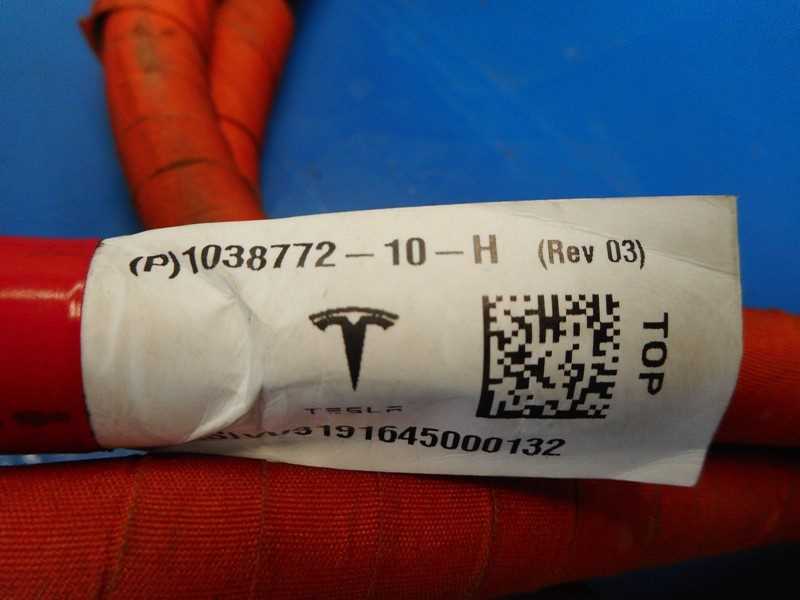 (P)1038772-10-H (Rev 03)
TOP
TESLA
3191645000132